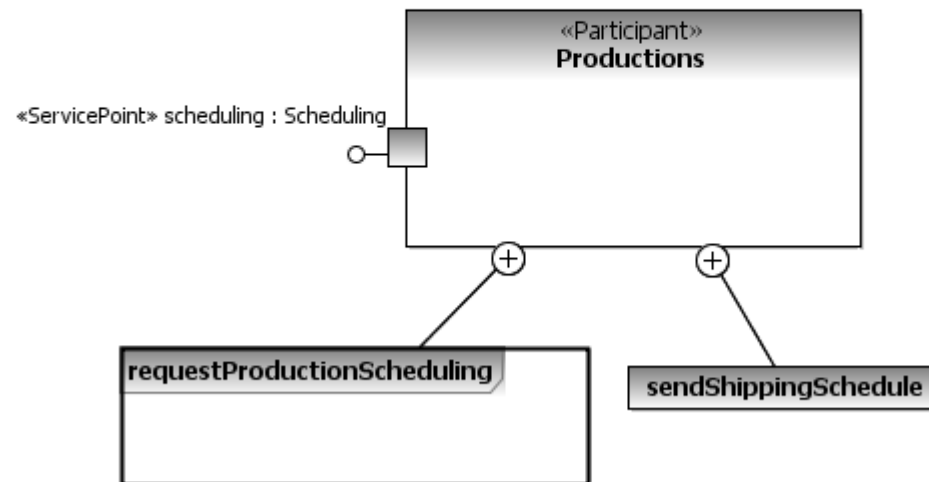 «Participant»
Productions
«ServicePoint» scheduling : Scheduling
requestProductionScheduling
sendShippingSchedule